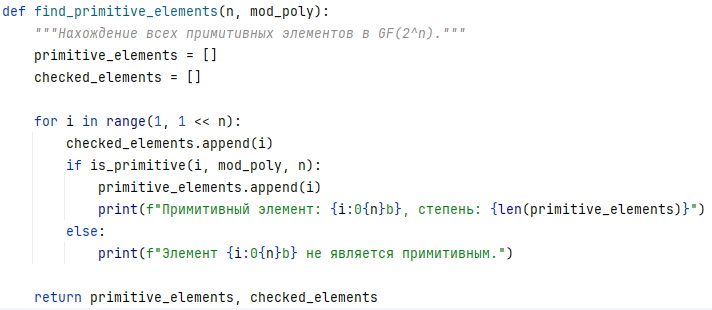 def find_primitive_elements(n, mod_poly):
    """Нахождение всех примитивных элементов в GF(2^n)."""
    primitive_elements = []
    checked_elements = []

    for i in range(1, 1 << n):
        checked_elements.append(i)
        if is_primitive(i, mod_poly, n):
            primitive_elements.append(i)
            print(f"Примитивный элемент: {i:0{n}b}, степень: {len(primitive_elements)}")
        else:
            print(f"Элемент {i:0{n}b} не является примитивным.")

    return primitive_elements, checked_elements